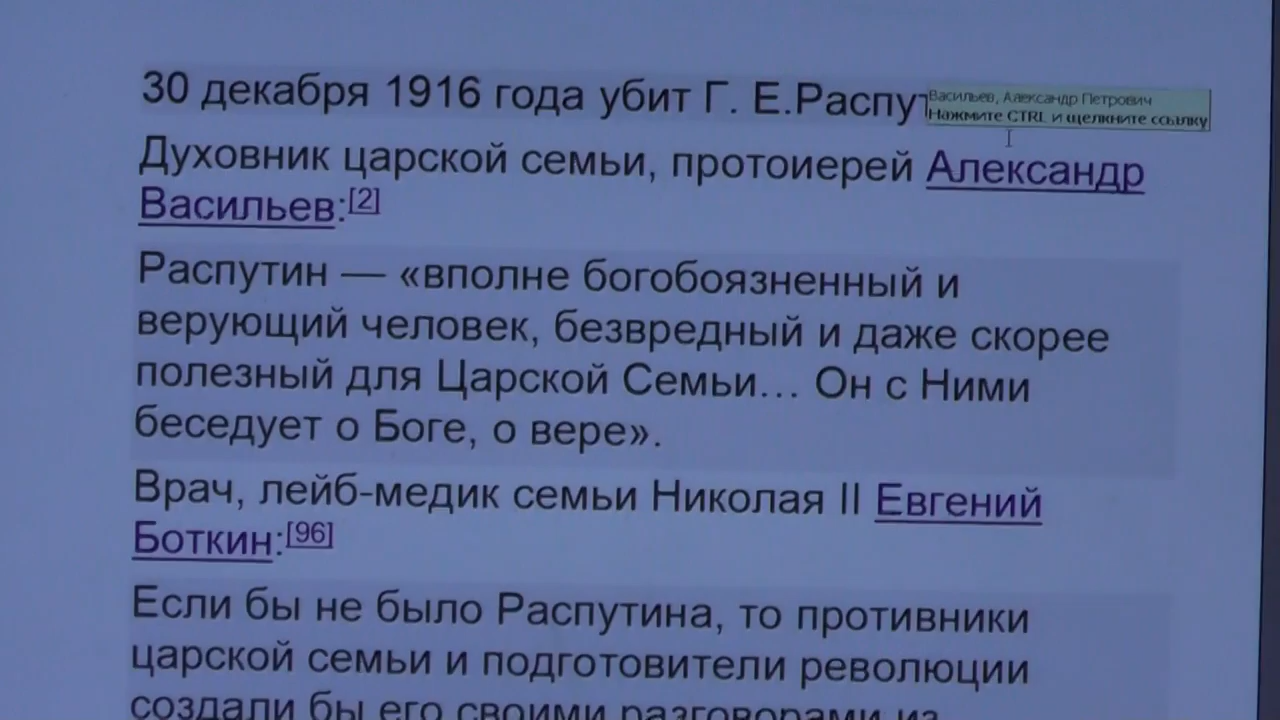 30 декабря 1916 года убит Г. Е.Распут
Васильев, Александр Петрович
Нажмите CTRL и щелкните ссылку
Духовник царской семьи, протоиерей Александр
Васильев:[2]
Распутин — «вполне богобоязненный и
верующий человек, безвредный и даже скорее
полезный для Царской Семьи… Он с Ними
беседует о Боге, о вере».
Врач, лейб-медик семьи Николая II Евгений
Боткин:[96]
Если бы не было Распутина, то противники
царской семьи и подготовители революции
создали бы его своими разговорами из